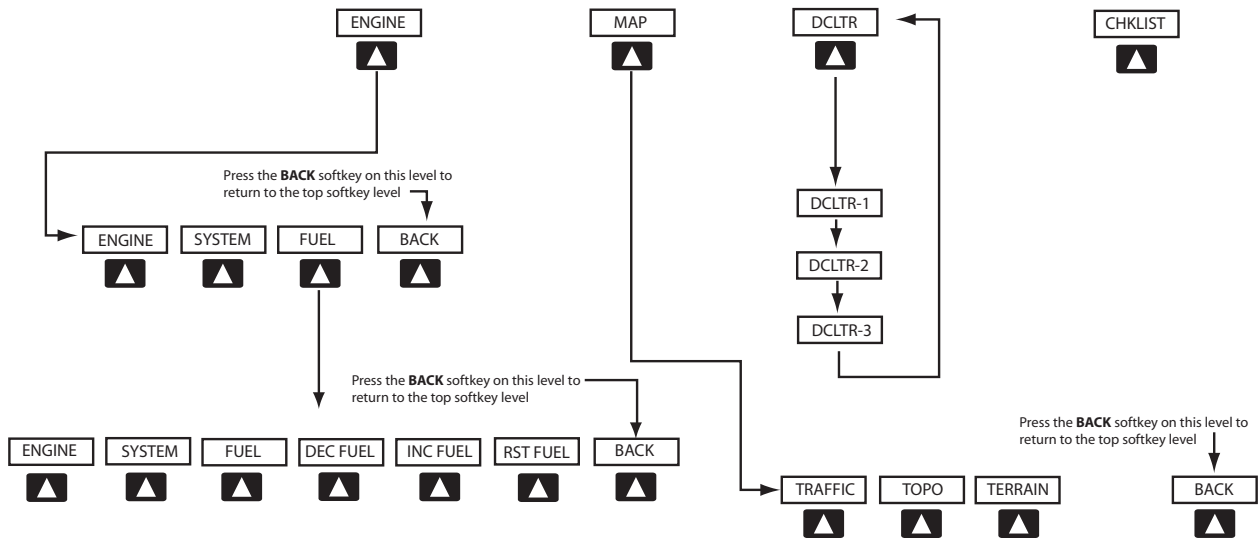 ENGINE
MAP
DCLTR
CHKLIST
Press the BACK softkey on this level to
return to the top softkey level
ENGINE
SYSTEM
FUEL
BACK
DCLTR-1
DCLTR-2
DCLTR-3
Press the BACK softkey on this level to
return to the top softkey level
ENGINE
SYSTEM
FUEL
DEC FUEL
INC FUEL
RST FUEL
BACK
Press the BACK softkey on this level to
return to the top softkey level
TRAFFIC
TOPO
TERRAIN
BACK